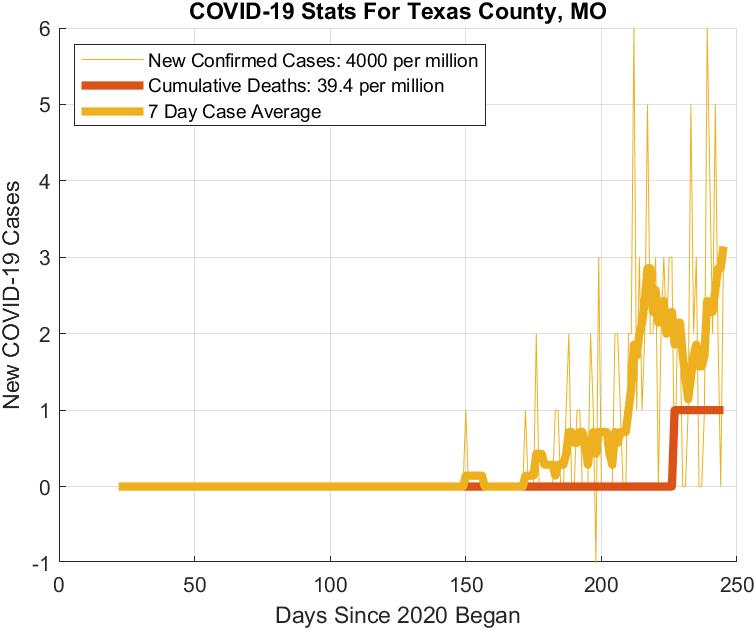 COVID-19 Stats For Texas County, MO
New Confirmed Cases: 4000 per million
Cumulative Deaths: 39.4 per million
7 Day Case Average
6
5
4
3
2
1
0
-1
New COVID-19 Cases
0 50 100 150 200 250
Days Since 2020 Began